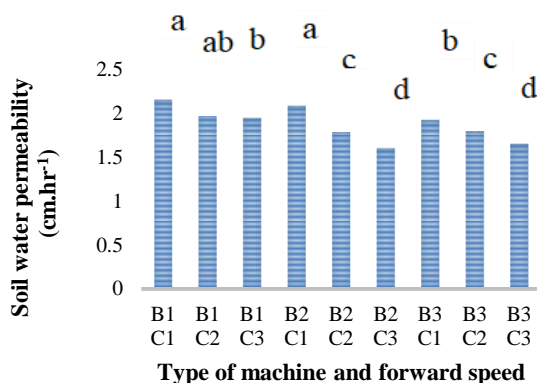 a ab b a c d b c d
Soil water permeability
(cm.hr⁻¹)
2.5
2
1.5
1
0.5
0
B1 B1 B1 B2 B2 B2 B3 B3 B3
C1 C2 C3 C1 C2 C3 C1 C2 C3
Type of machine and forward speed